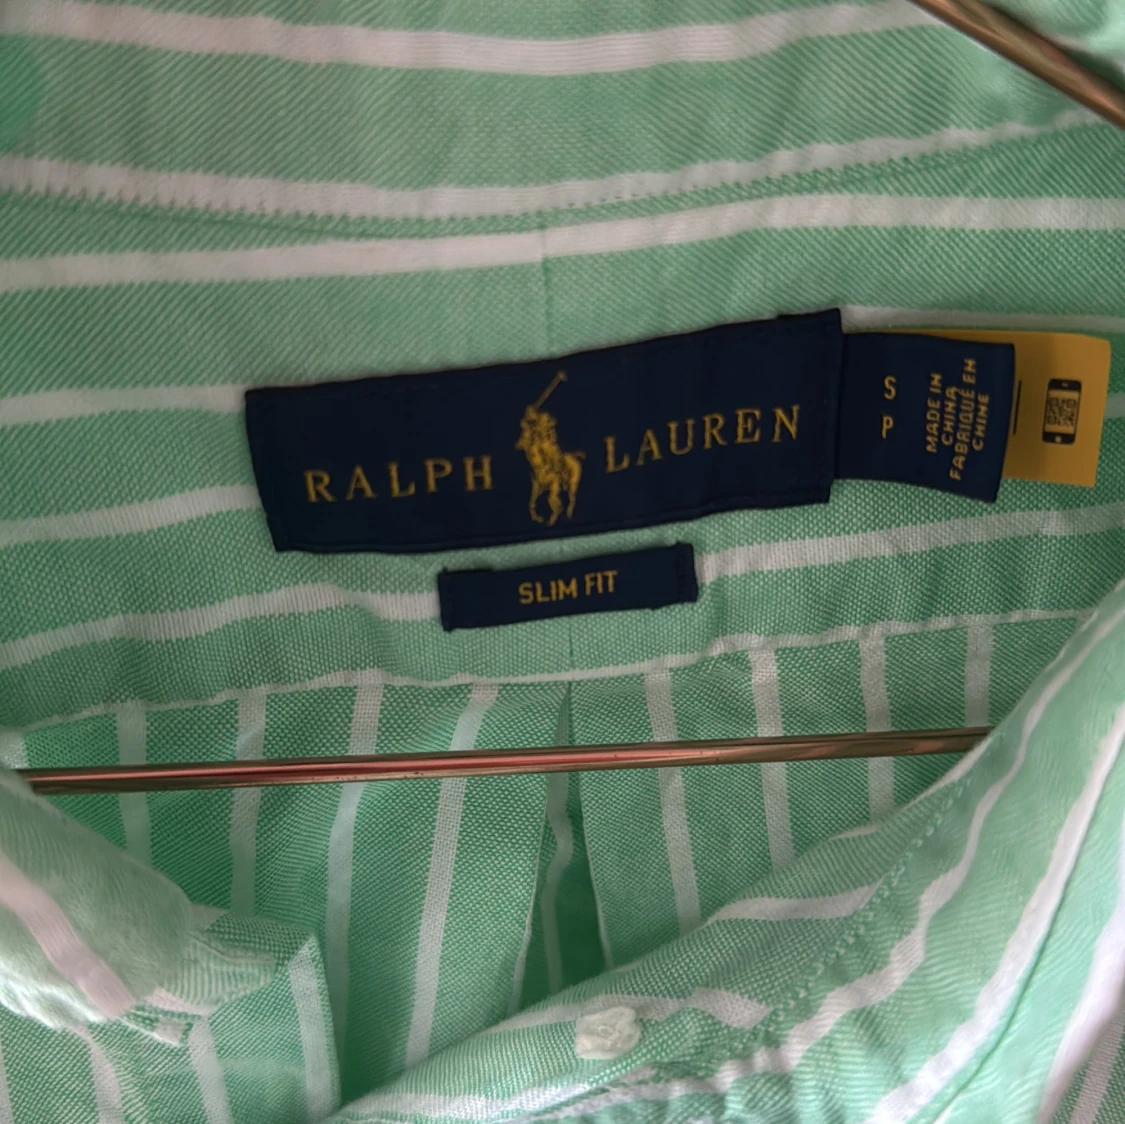 RALPH LAUREN
SLIM FIT
S
P
MADE IN
CHINA
FABRIQUÉ EN
CHINE